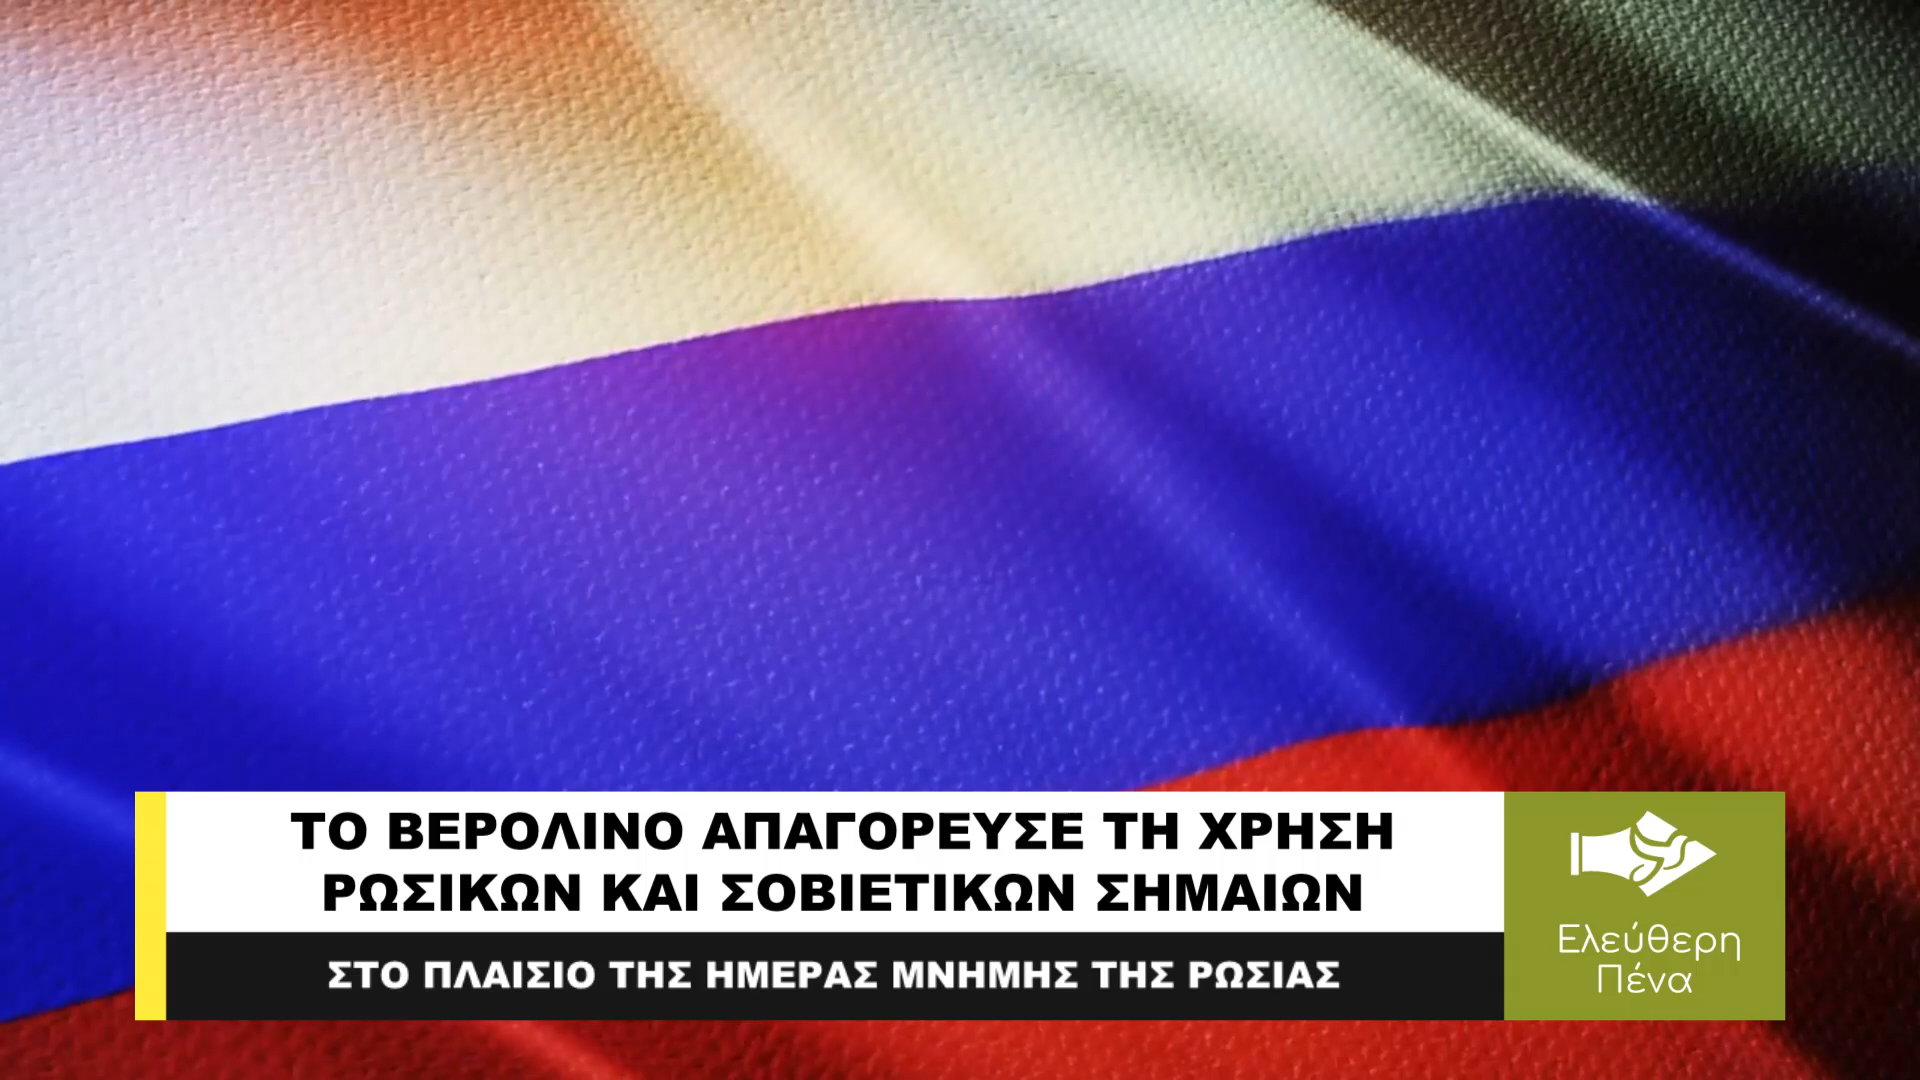 ΤΟ ΒΕΡΟΛΙΝΟ ΑΠΑΓΟΡΕΥΣΕ ΤΗ ΧΡΗΣΗ
ΡΩΣΙΚΩΝ ΚΑΙ ΣΟΒΙΕΤΙΚΩΝ ΣΗΜΑΙΩΝ
ΣΤΟ ΠΛΑΙΣΙΟ ΤΗΣ ΗΜΕΡΑΣ ΜΝΗΜΗΣ ΤΗΣ ΡΩΣΙΑΣ
Ελεύθερη
Πένα